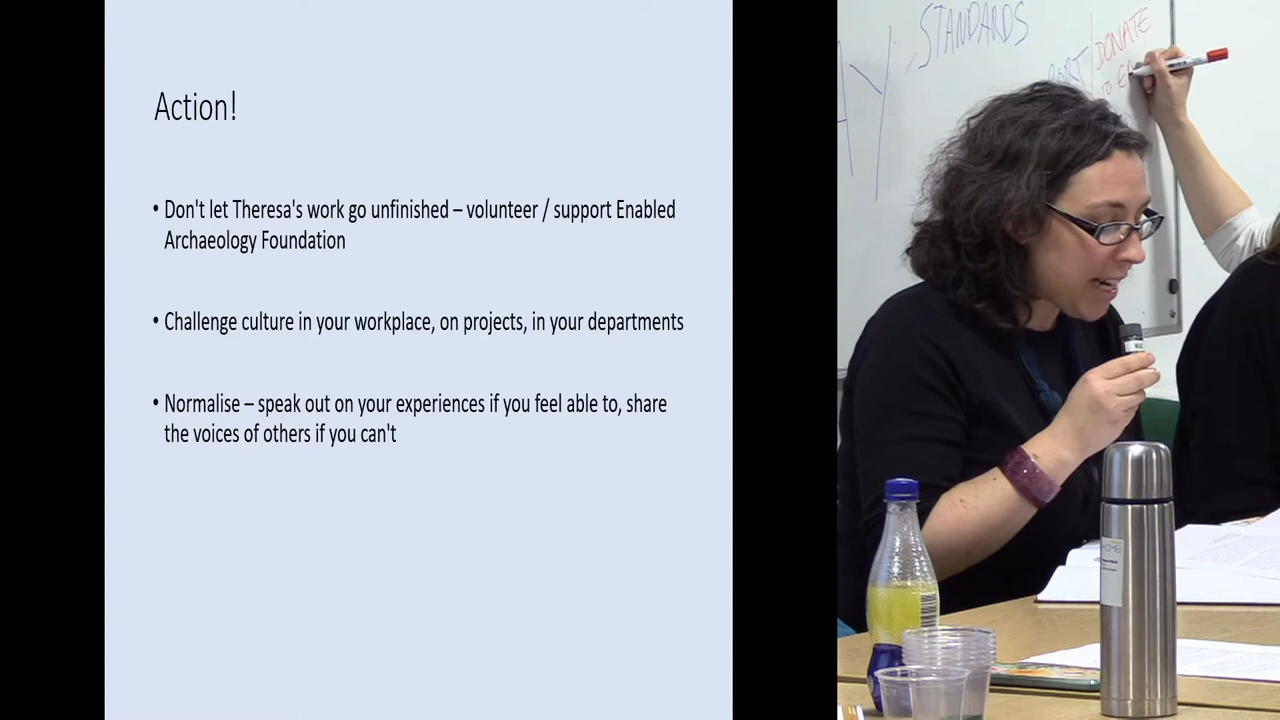 Action!
• Don't let Theresa's work go unfinished – volunteer / support Enabled
Archaeology Foundation
• Challenge culture in your workplace, on projects, in your departments
• Normalise – speak out on your experiences if you feel able to, share
the voices of others if you can't
STANDARDS
DONATE
TO